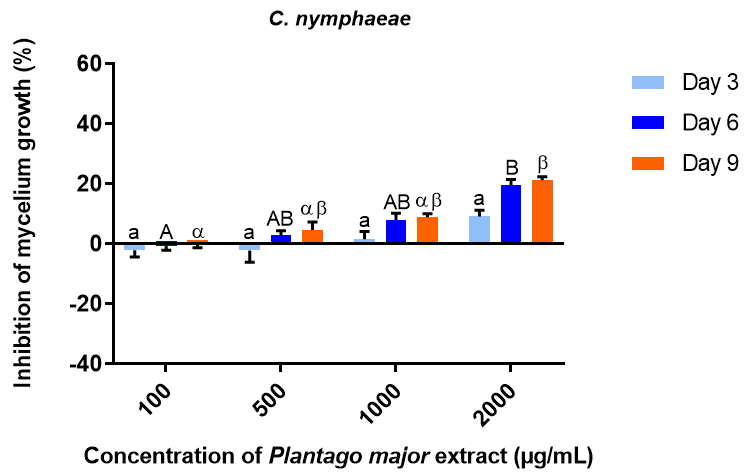 C. nymphaeae
Inhibition of mycelium growth (%)
60
40
20
0
-20
-40
a A α
a AB αβ
a AB αβ
a B β
100 500 1000 2000
Concentration of Plantago major extract (µg/mL)
Day 3
Day 6
Day 9